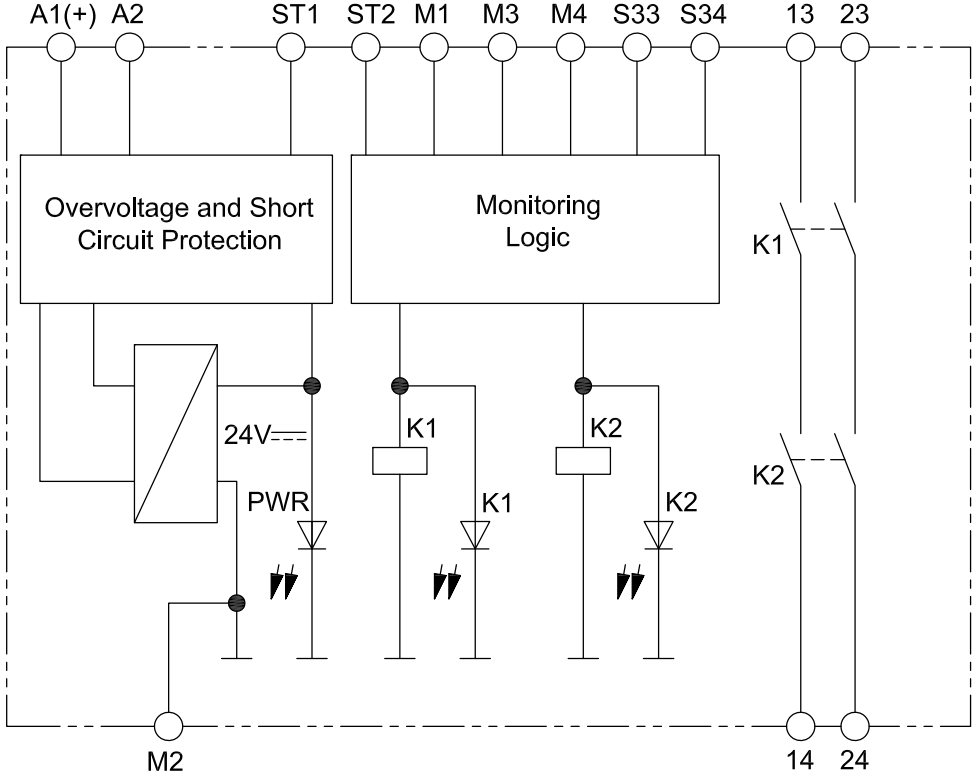 A1(+) A2 ST1 ST2 M1 M3 M4 S33 S34 13 23
Overvoltage and Short
Circuit Protection
Monitoring
Logic
K1
24V
K1
K2
K2
PWR
K1
K2
M2
14
24